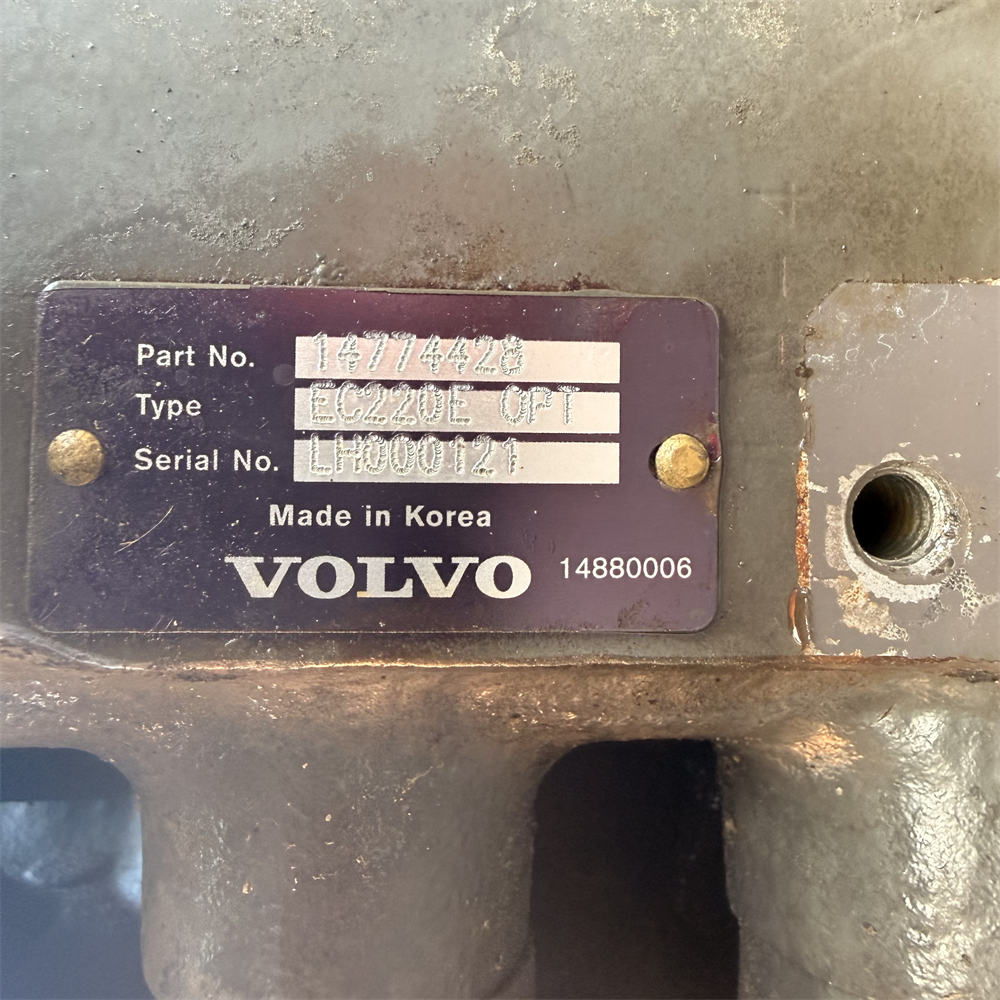 Part No. 14774428
Type EC220E OPT
Serial No. LH000121
Made in Korea
VOLVO 14880006